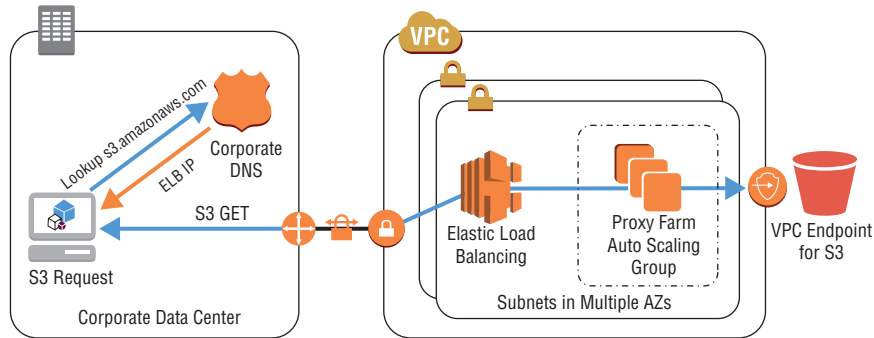 VPC
Lookup s3.amazonaws.com
ELB IP
Corporate
DNS
S3 GET
S3 Request
Corporate Data Center
Elastic Load
Balancing
Proxy Farm
Auto Scaling
Group
Subnets in Multiple AZs
VPC Endpoint
for S3